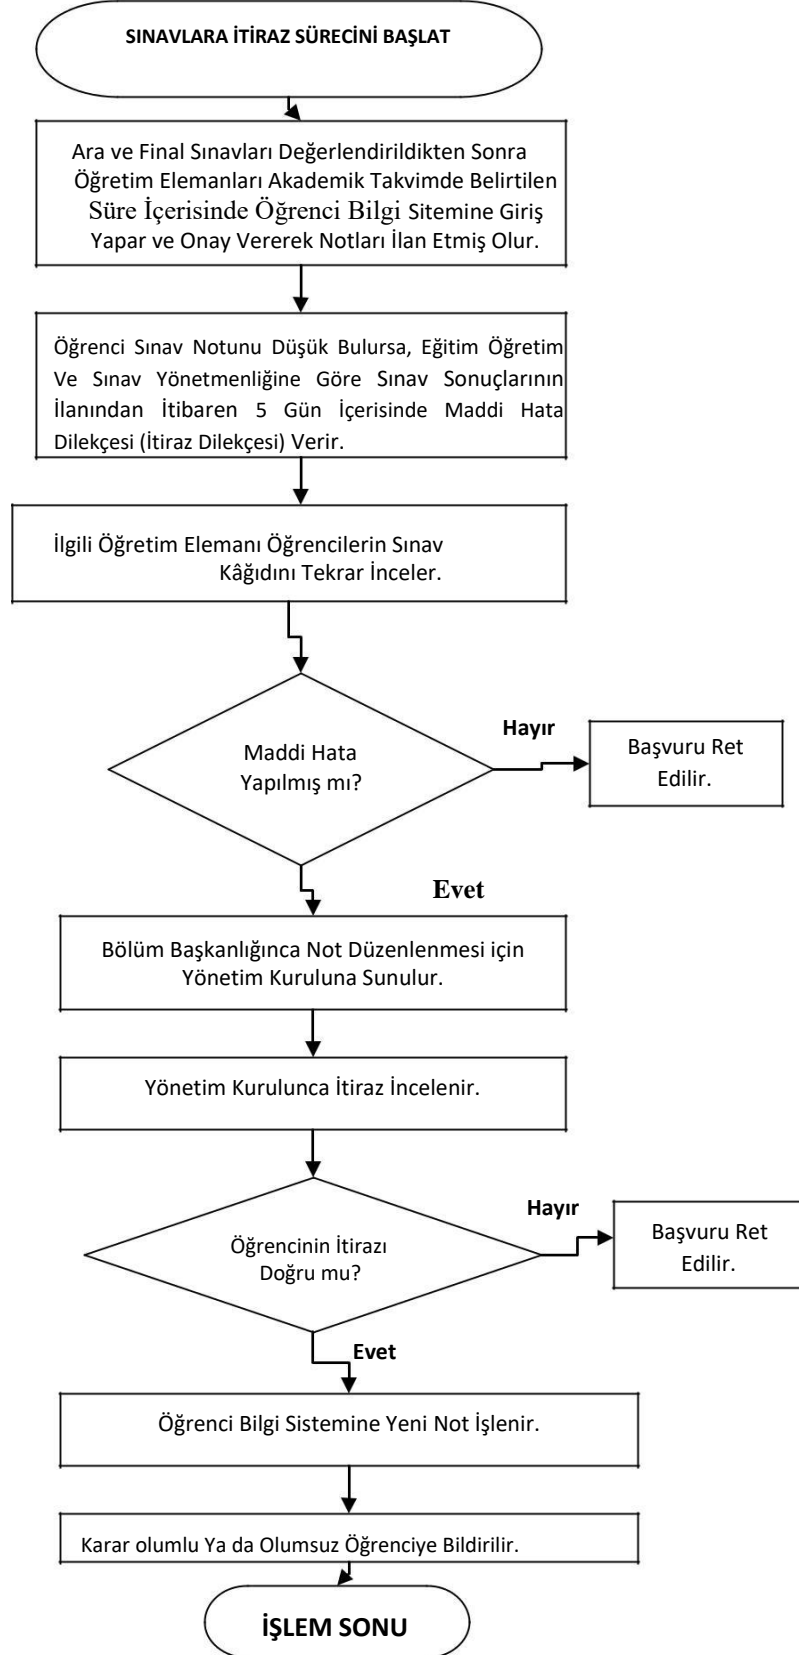 SINAVLARA İTİRAZ SÜRECİNİ BAŞLAT
Ara ve Final Sınavları Değerlendirildikten Sonra
Öğretim Elemanları Akademik Takvimde Belirtilen
Süre İçerisinde Öğrenci Bilgi Sitemine Giriş
Yapar ve Onay Vererek Notları İlan Etmiş Olur.
Öğrenci Sınav Notunu Düşük Bulursa, Eğitim Öğretim
Ve Sınav Yönetmenliğine Göre Sınav Sonuçlarının
İlanından İtibaren 5 Gün İçerisinde Maddi Hata
Dilekçesi (İtiraz Dilekçesi) Verir.
İlgili Öğretim Elemanı Öğrencilerin Sınav
Kâğıdını Tekrar İnceler.
Maddi Hata
Yapılmış mı?
Hayır
Başvuru Ret
Edilir.
Evet
Bölüm Başkanlığınca Not Düzenlenmesi için
Yönetim Kuruluna Sunulur.
Yönetim Kurulunca İtiraz İncelenir.
Öğrencinin İtirazı
Doğru mu?
Hayır
Başvuru Ret
Edilir.
Evet
Öğrenci Bilgi Sistemine Yeni Not İşlenir.
Karar olumlu Ya da Olumsuz Öğrenciye Bildirilir.
İŞLEM SONU